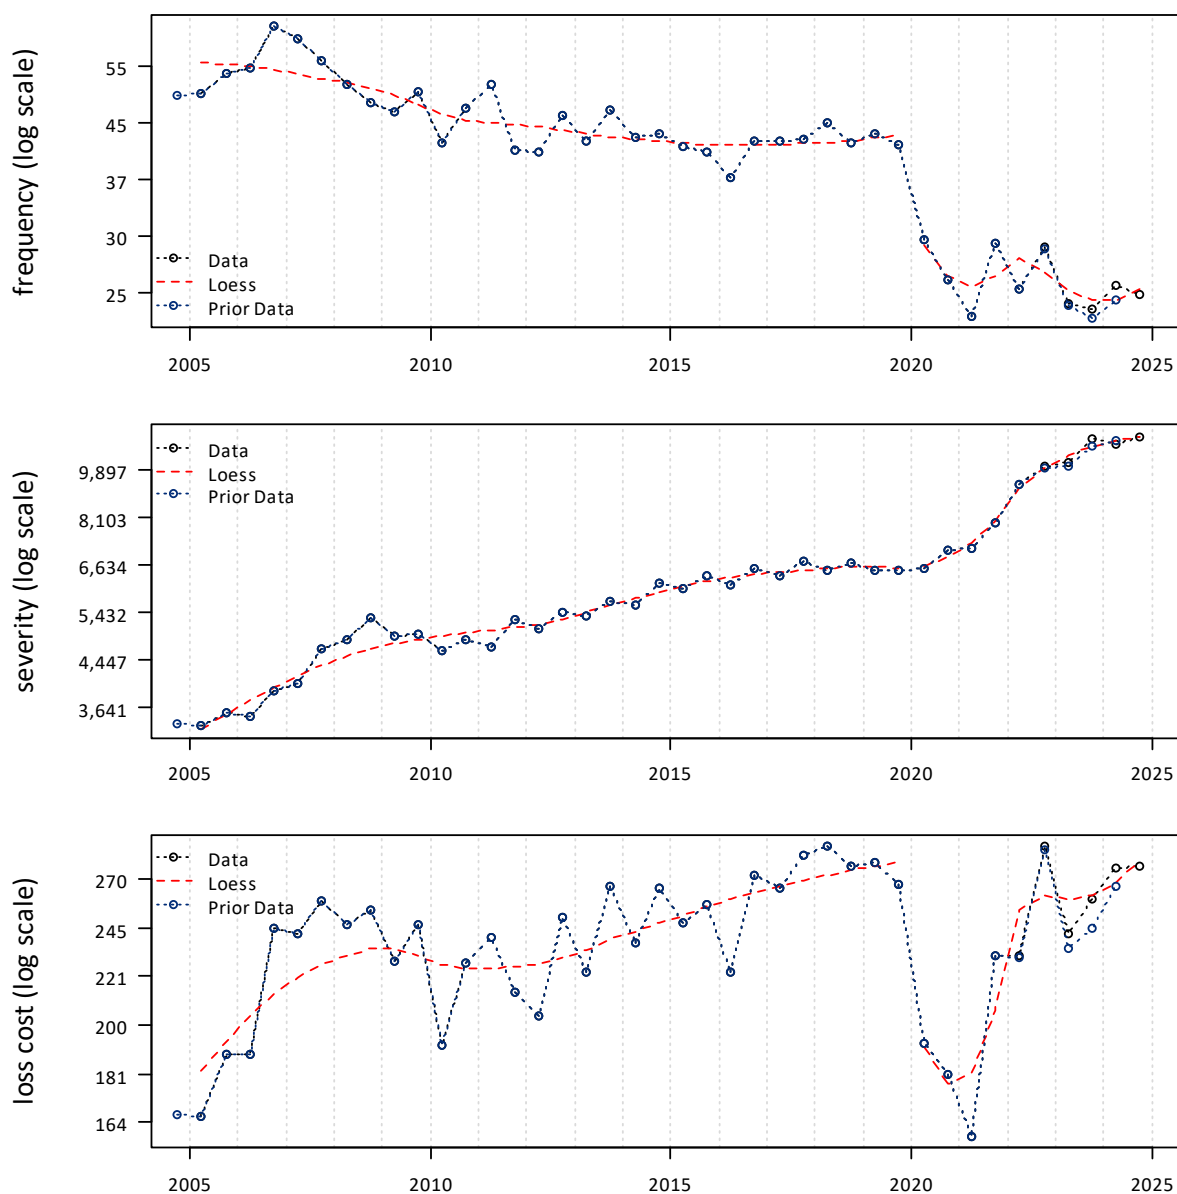 frequency (log scale)
55
45
37
30
25
Data
Loess
Prior Data
2005 2010 2015 2020 2025
severity (log scale)
9,897
8,103
6,634
5,432
4,447
3,641
Data
Loess
Prior Data
2005 2010 2015 2020 2025
loss cost (log scale)
270
245
221
200
181
164
Data
Loess
Prior Data
2005 2010 2015 2020 2025